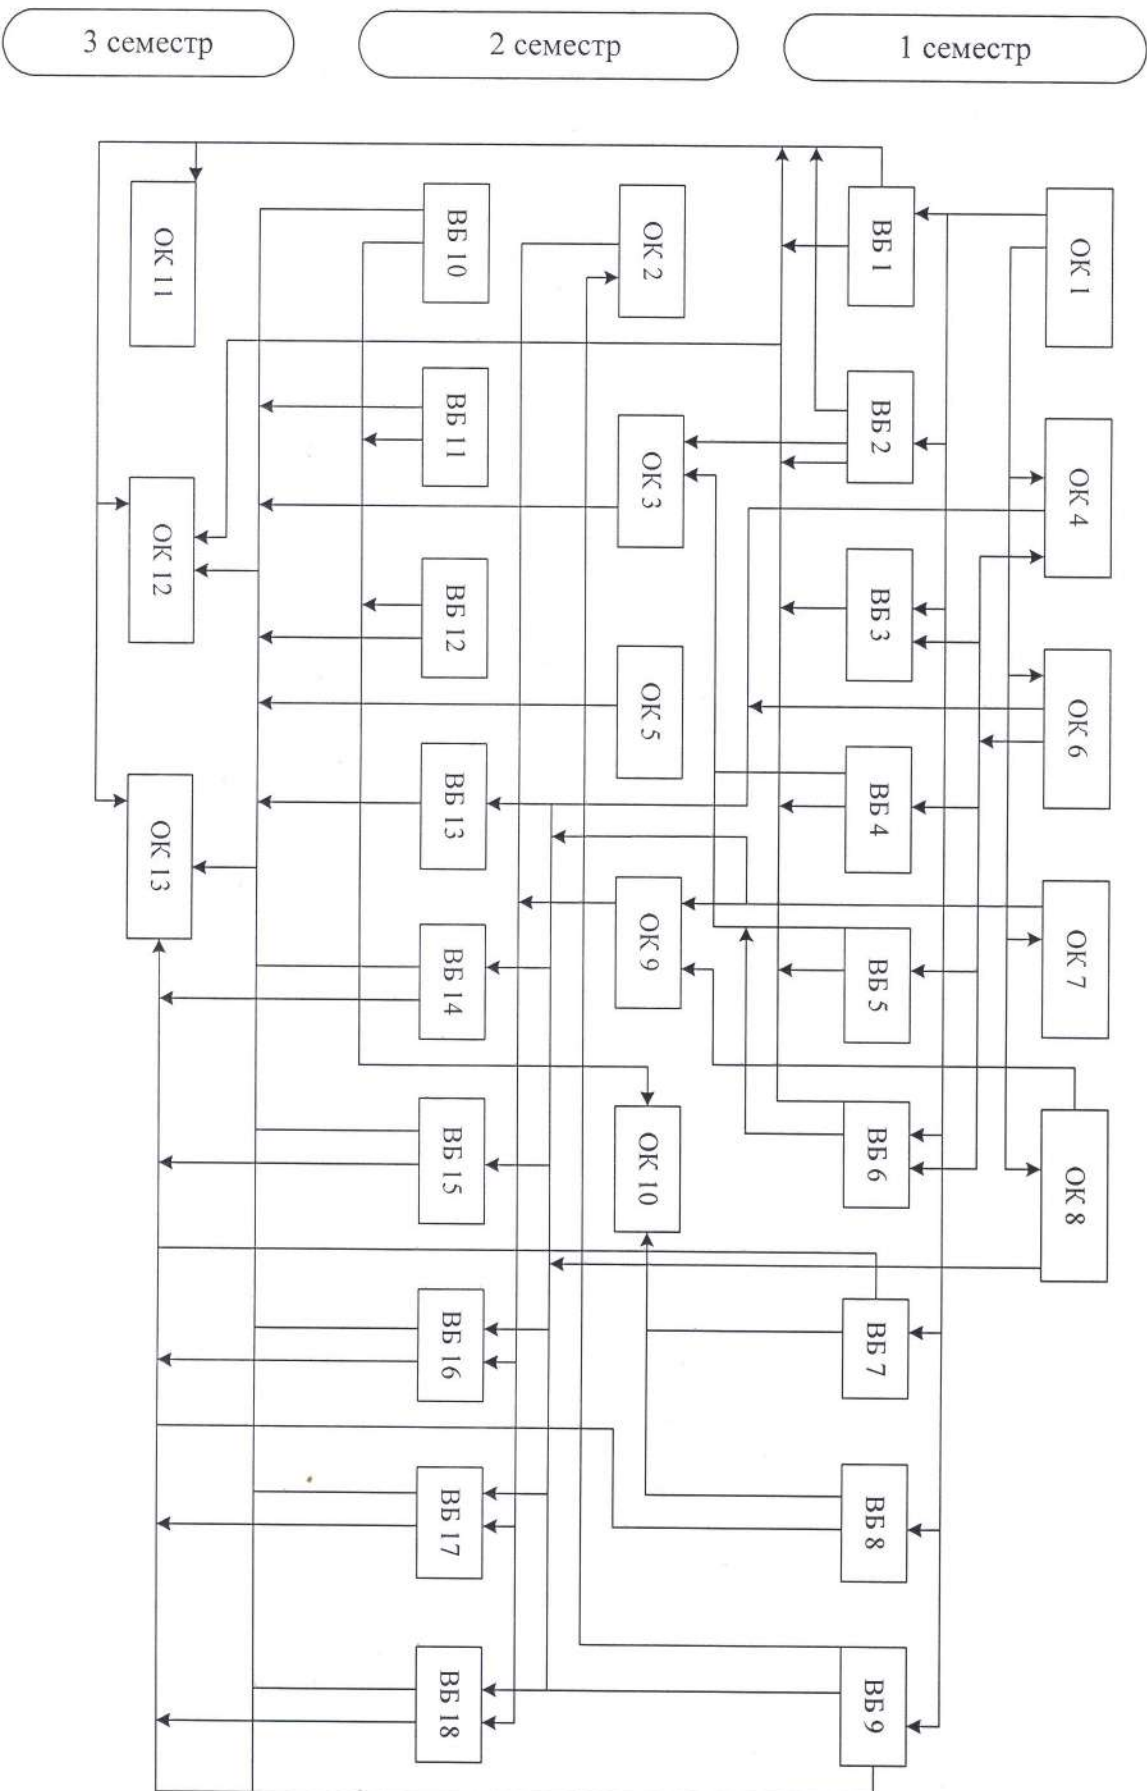 1 семестр
ОК 1
ОК 4
ОК 6
ОК 7
ОК 8
ВБ 1
ВБ 2
ВБ 3
ВБ 4
ВБ 5
ВБ 6
ВБ 7
ВБ 8
ВБ 9
2 семестр
ОК 2
ОК 3
ОК 5
ОК 9
ОК 10
ВБ 10
ВБ 11
ВБ 12
ВБ 13
ВБ 14
ВБ 15
ВБ 16
ВБ 17
ВБ 18
3 семестр
ОК 11
ОК 12
ОК 13